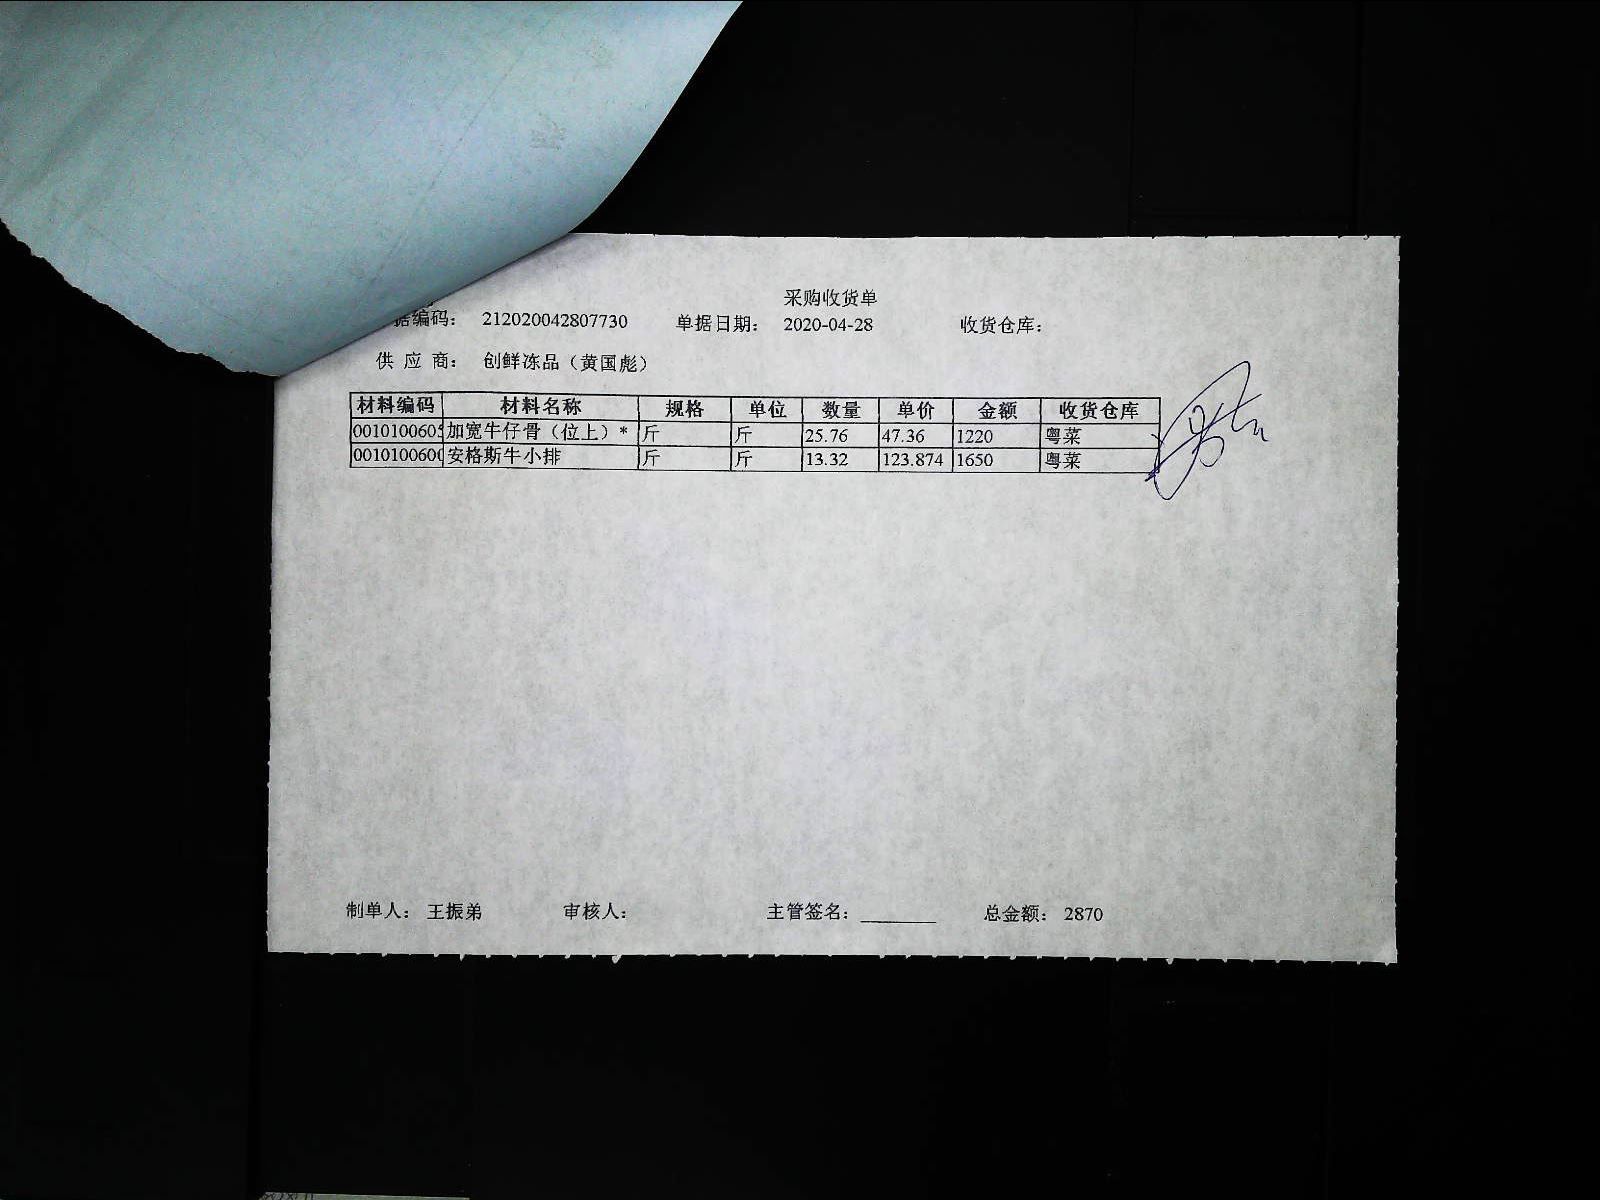 采购收货单
据编码： 212020042807730 单据日期： 2020-04-28 收货仓库：
供 应 商： 创鲜冻品（黄国彪）
材料编码 材料名称 规格 单位 数量 单价 金额 收货仓库
0010100605 加宽牛仔骨（位上）* 斤 斤 25.76 47.36 1220 粤菜
001010060 安格斯牛小排 斤 斤 13.32 123.874 1650 粤菜
制单人： 王振弟 审核人： 主管签名： ________ 总金额： 2870